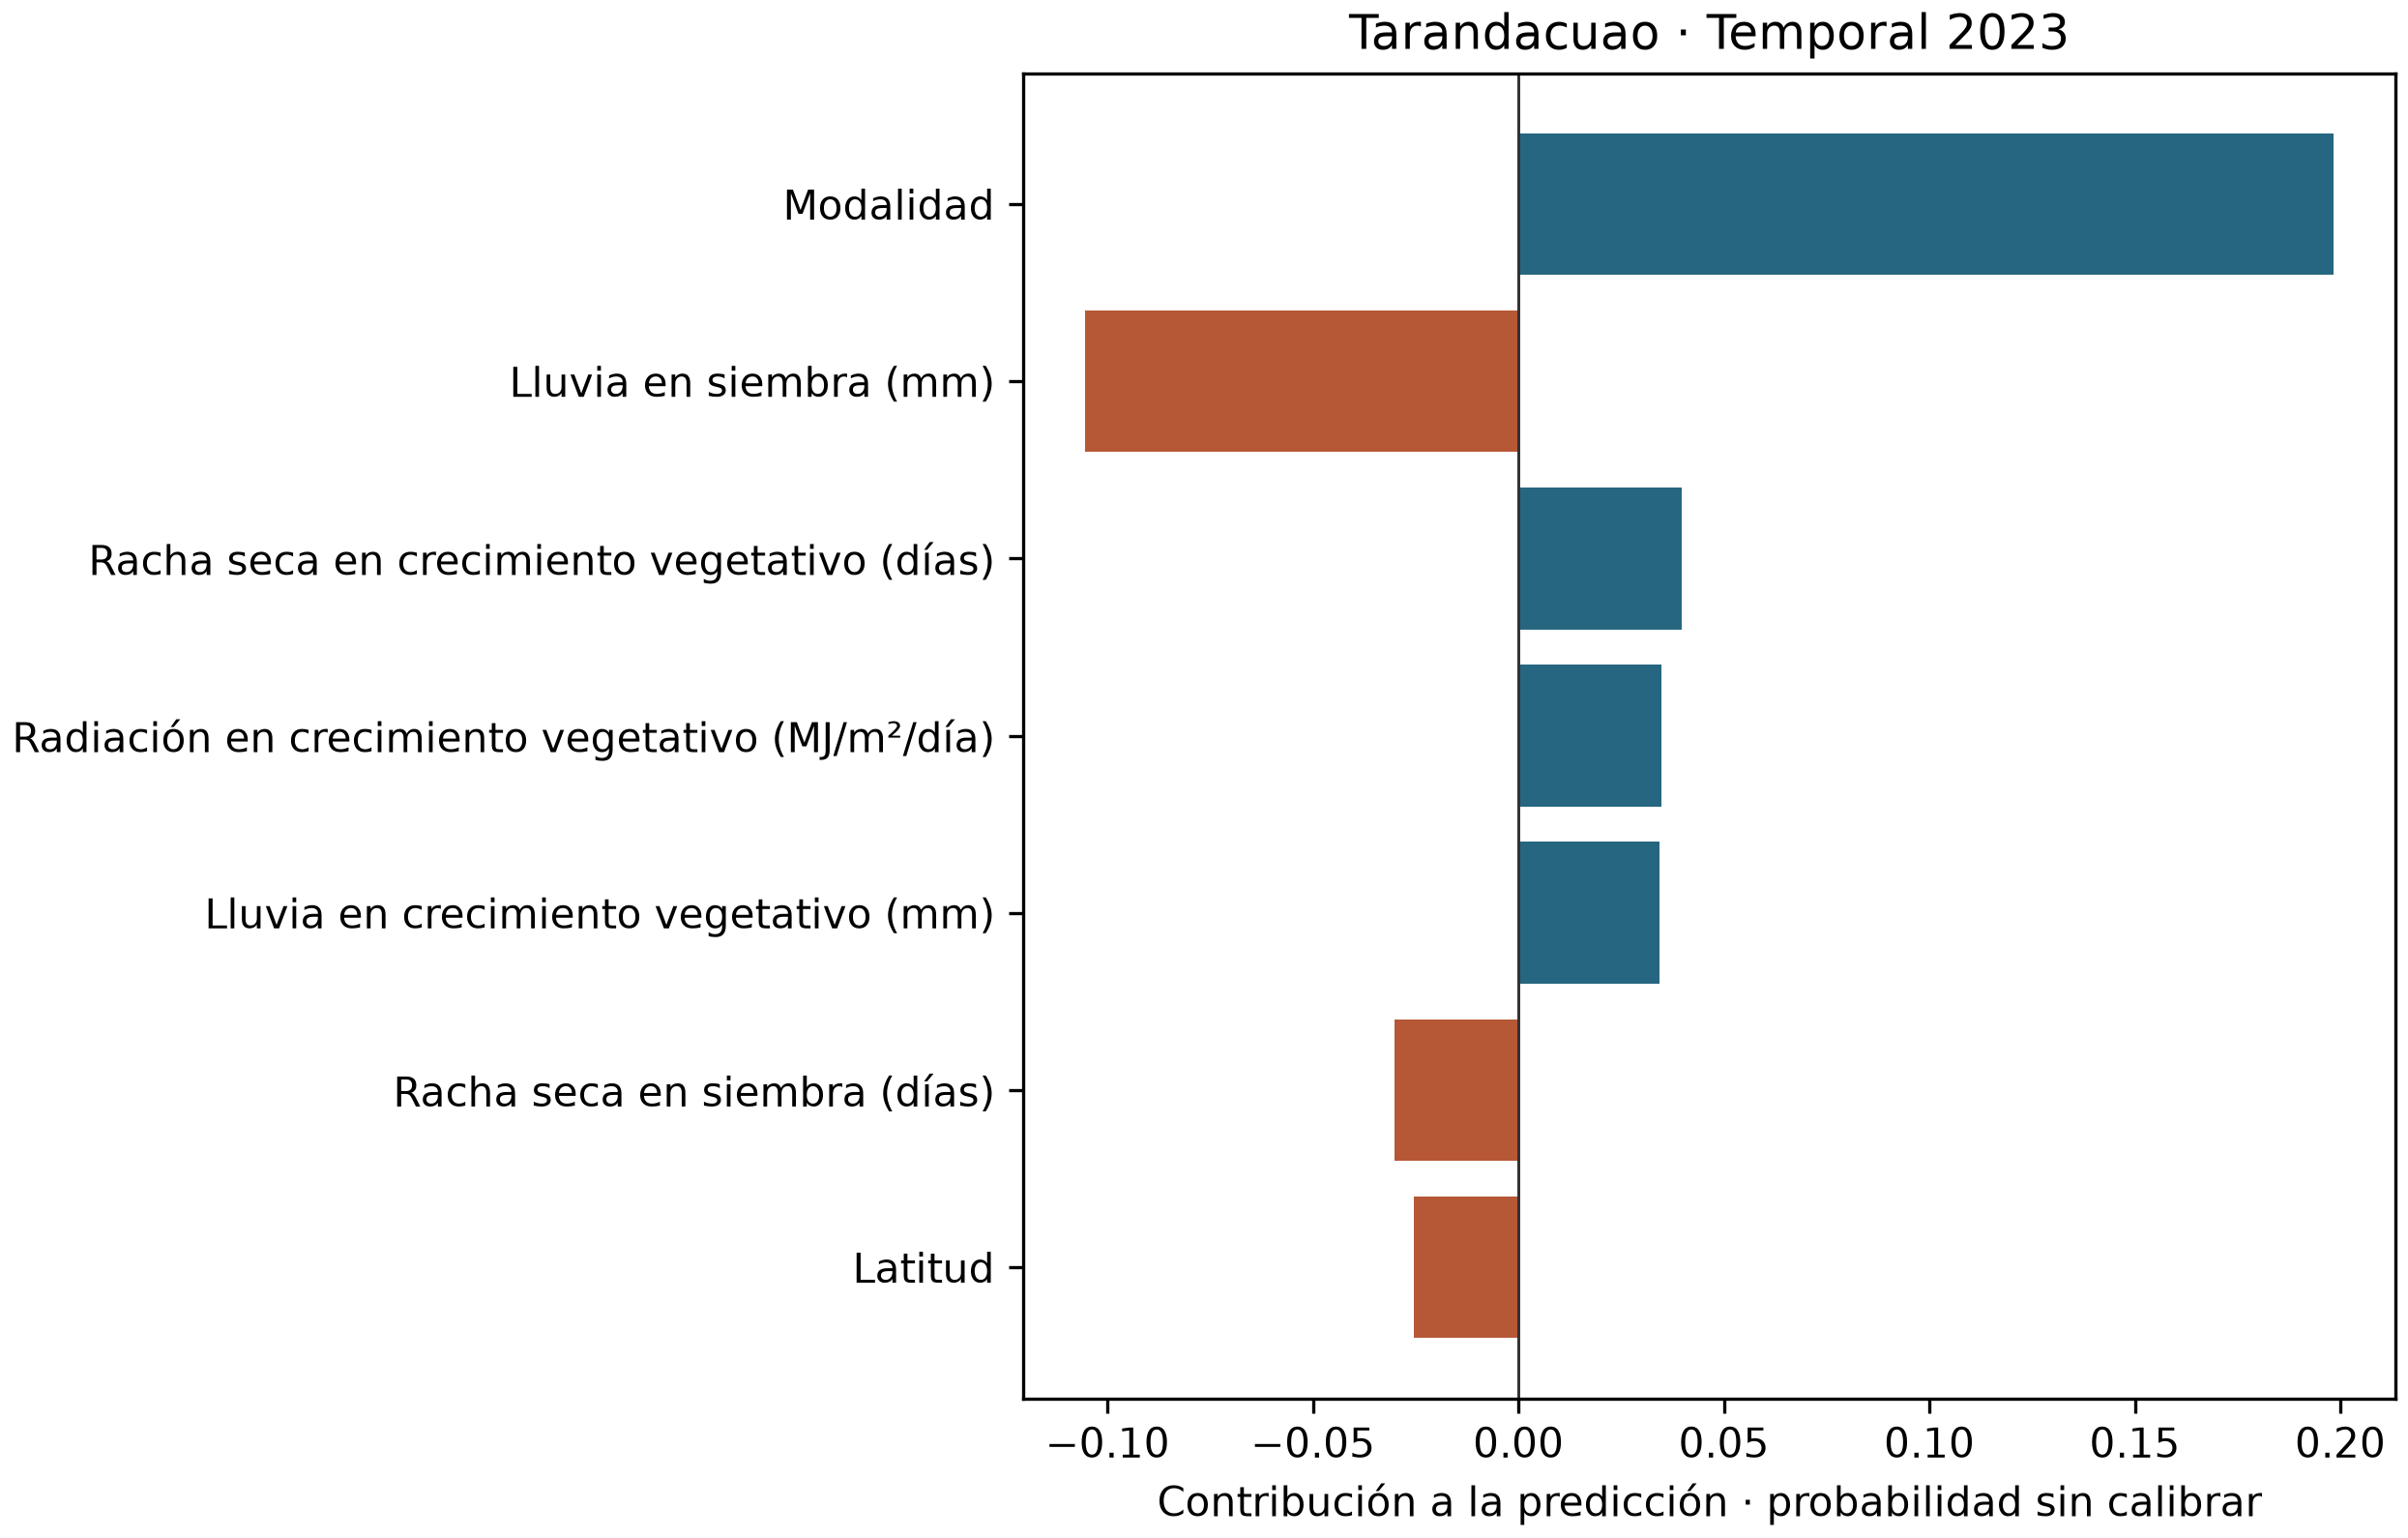 Tarandacuao · Temporal 2023
Modalidad
Lluvia en siembra (mm)
Racha seca en crecimiento vegetativo (días)
Radiación en crecimiento vegetativo (MJ/m²/día)
Lluvia en crecimiento vegetativo (mm)
Racha seca en siembra (días)
Latitud
−0.10 −0.05 0.00 0.05 0.10 0.15 0.20
Contribución a la predicción · probabilidad sin calibrar